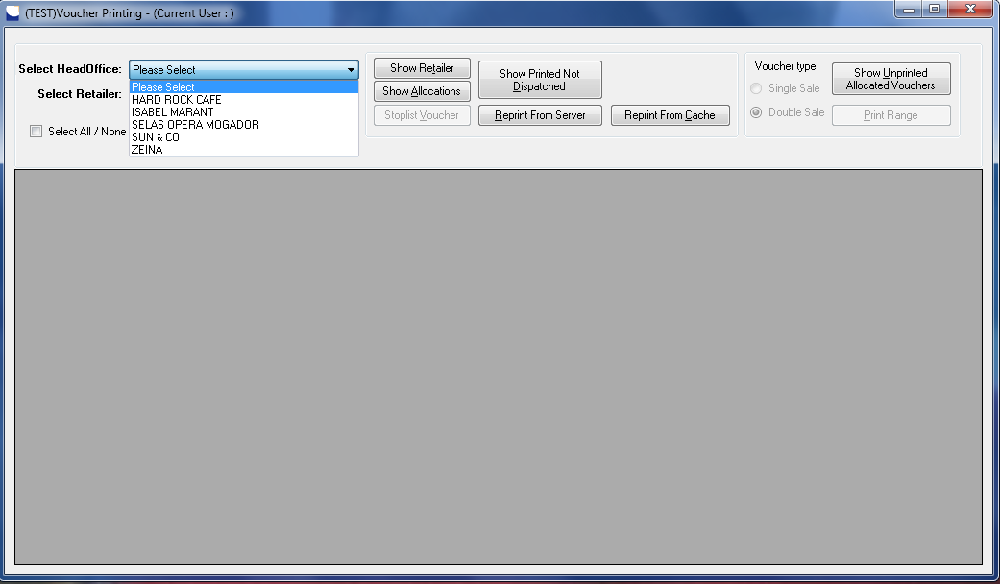 (TEST)Voucher Printing - (Current User : )
Select HeadOffice:
Please Select
Please Select
HARD ROCK CAFE
ISABEL MARANT
SELAS OPERA MOGADOR
SUN & CO
ZEINA
Select Retailer:
Select All / None
Show Retailer
Show Allocations
Stoplist Voucher
Show Printed Not
Dispatched
Reprint From Server
Reprint From Cache
Voucher type
Single Sale
Double Sale
Show Unprinted
Allocated Vouchers
Print Range